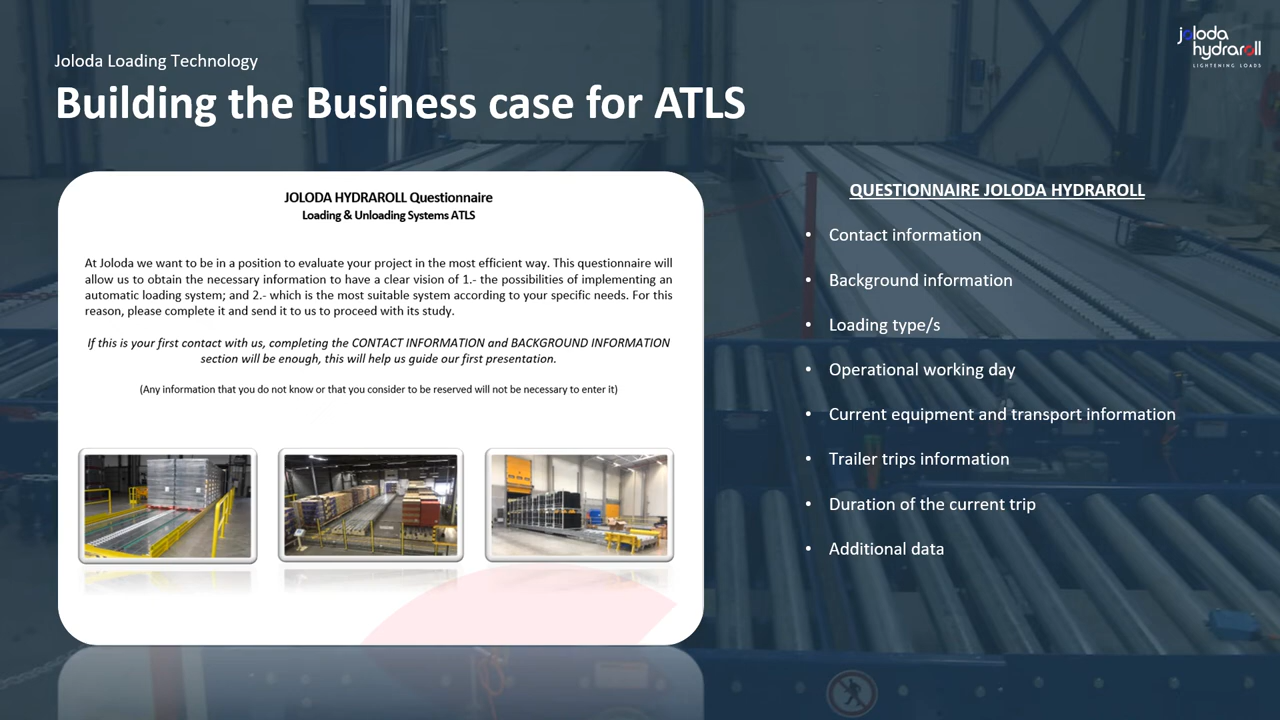 Joloda Loading Technology
Building the Business case for ATLS
joloda
hydraroll
LIGHTENING LOADS
JOLODA HYDRAROLL Questionnaire
Loading & Unloading Systems ATLS
At Joloda we want to be in a position to evaluate your project in the most efficient way. This questionnaire will
allow us to obtain the necessary information to have a clear vision of 1.- the possibilities of implementing an
automatic loading system; and 2.- which is the most suitable system according to your specific needs. For this
reason, please complete it and send it to us to proceed with its study.
If this is your first contact with us, completing the CONTACT INFORMATION and BACKGROUND INFORMATION
section will be enough, this will help us guide our first presentation.
(Any information that you do not know or that you consider to be reserved will not be necessary to enter it)
QUESTIONNAIRE JOLODA HYDRAROLL
• Contact information
• Background information
• Loading type/s
• Operational working day
• Current equipment and transport information
• Trailer trips information
• Duration of the current trip
• Additional data